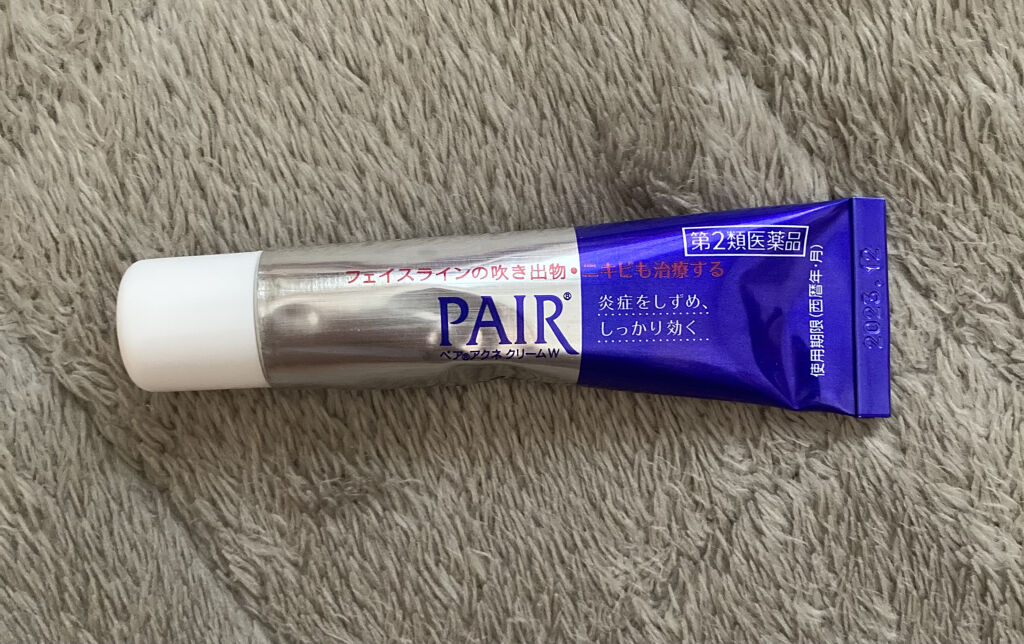 第2類医薬品
フェイスラインの吹き出物・ニキビも治療する
PAIR®
ペア®アクネ クリームW
炎症をしずめ、
しっかり効く
使用期限(西暦年・月)
2023.12